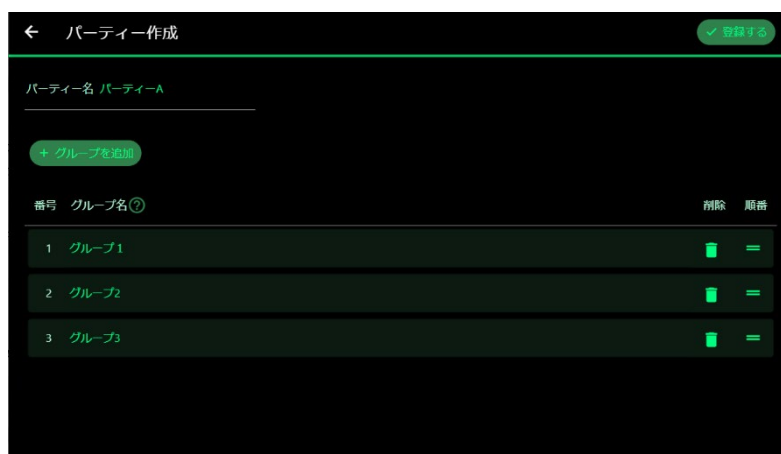 ← パーティー作成 ✓ 登録する
パーティー名 パーティーA
+ グループを追加
番号 グループ名? 削除 順番
1 グループ1
2 グループ2
3 グループ3